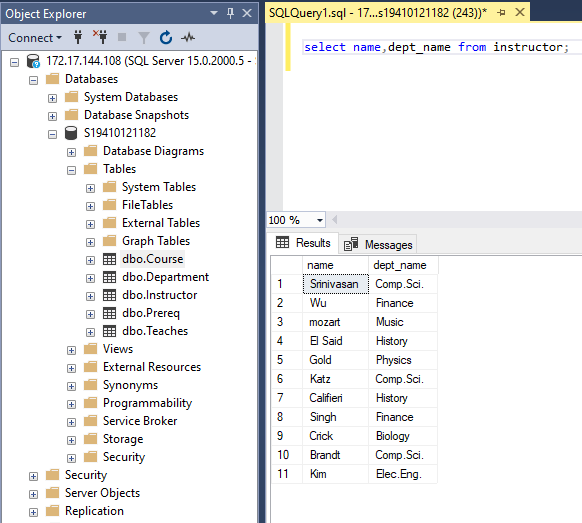 Object Explorer
Connect
172.17.144.108 (SQL Server 15.0.2000.5 - S
Databases
System Databases
Database Snapshots
S19410121182
Database Diagrams
Tables
System Tables
FileTables
External Tables
Graph Tables
dbo.Course
dbo.Department
dbo.Instructor
dbo.Prereq
dbo.Teaches
Views
External Resources
Synonyms
Programmability
Service Broker
Storage
Security
Security
Server Objects
Replication
SQLQuery1.sql - 17...s19410121182 (243))*
select name,dept_name from instructor;
100 %
Results Messages
name dept_name
1 Srinivasan Comp.Sci.
2 Wu Finance
3 mozart Music
4 El Said History
5 Gold Physics
6 Katz Comp.Sci.
7 Califieri History
8 Singh Finance
9 Crick Biology
10 Brandt Comp.Sci.
11 Kim Elec.Eng.